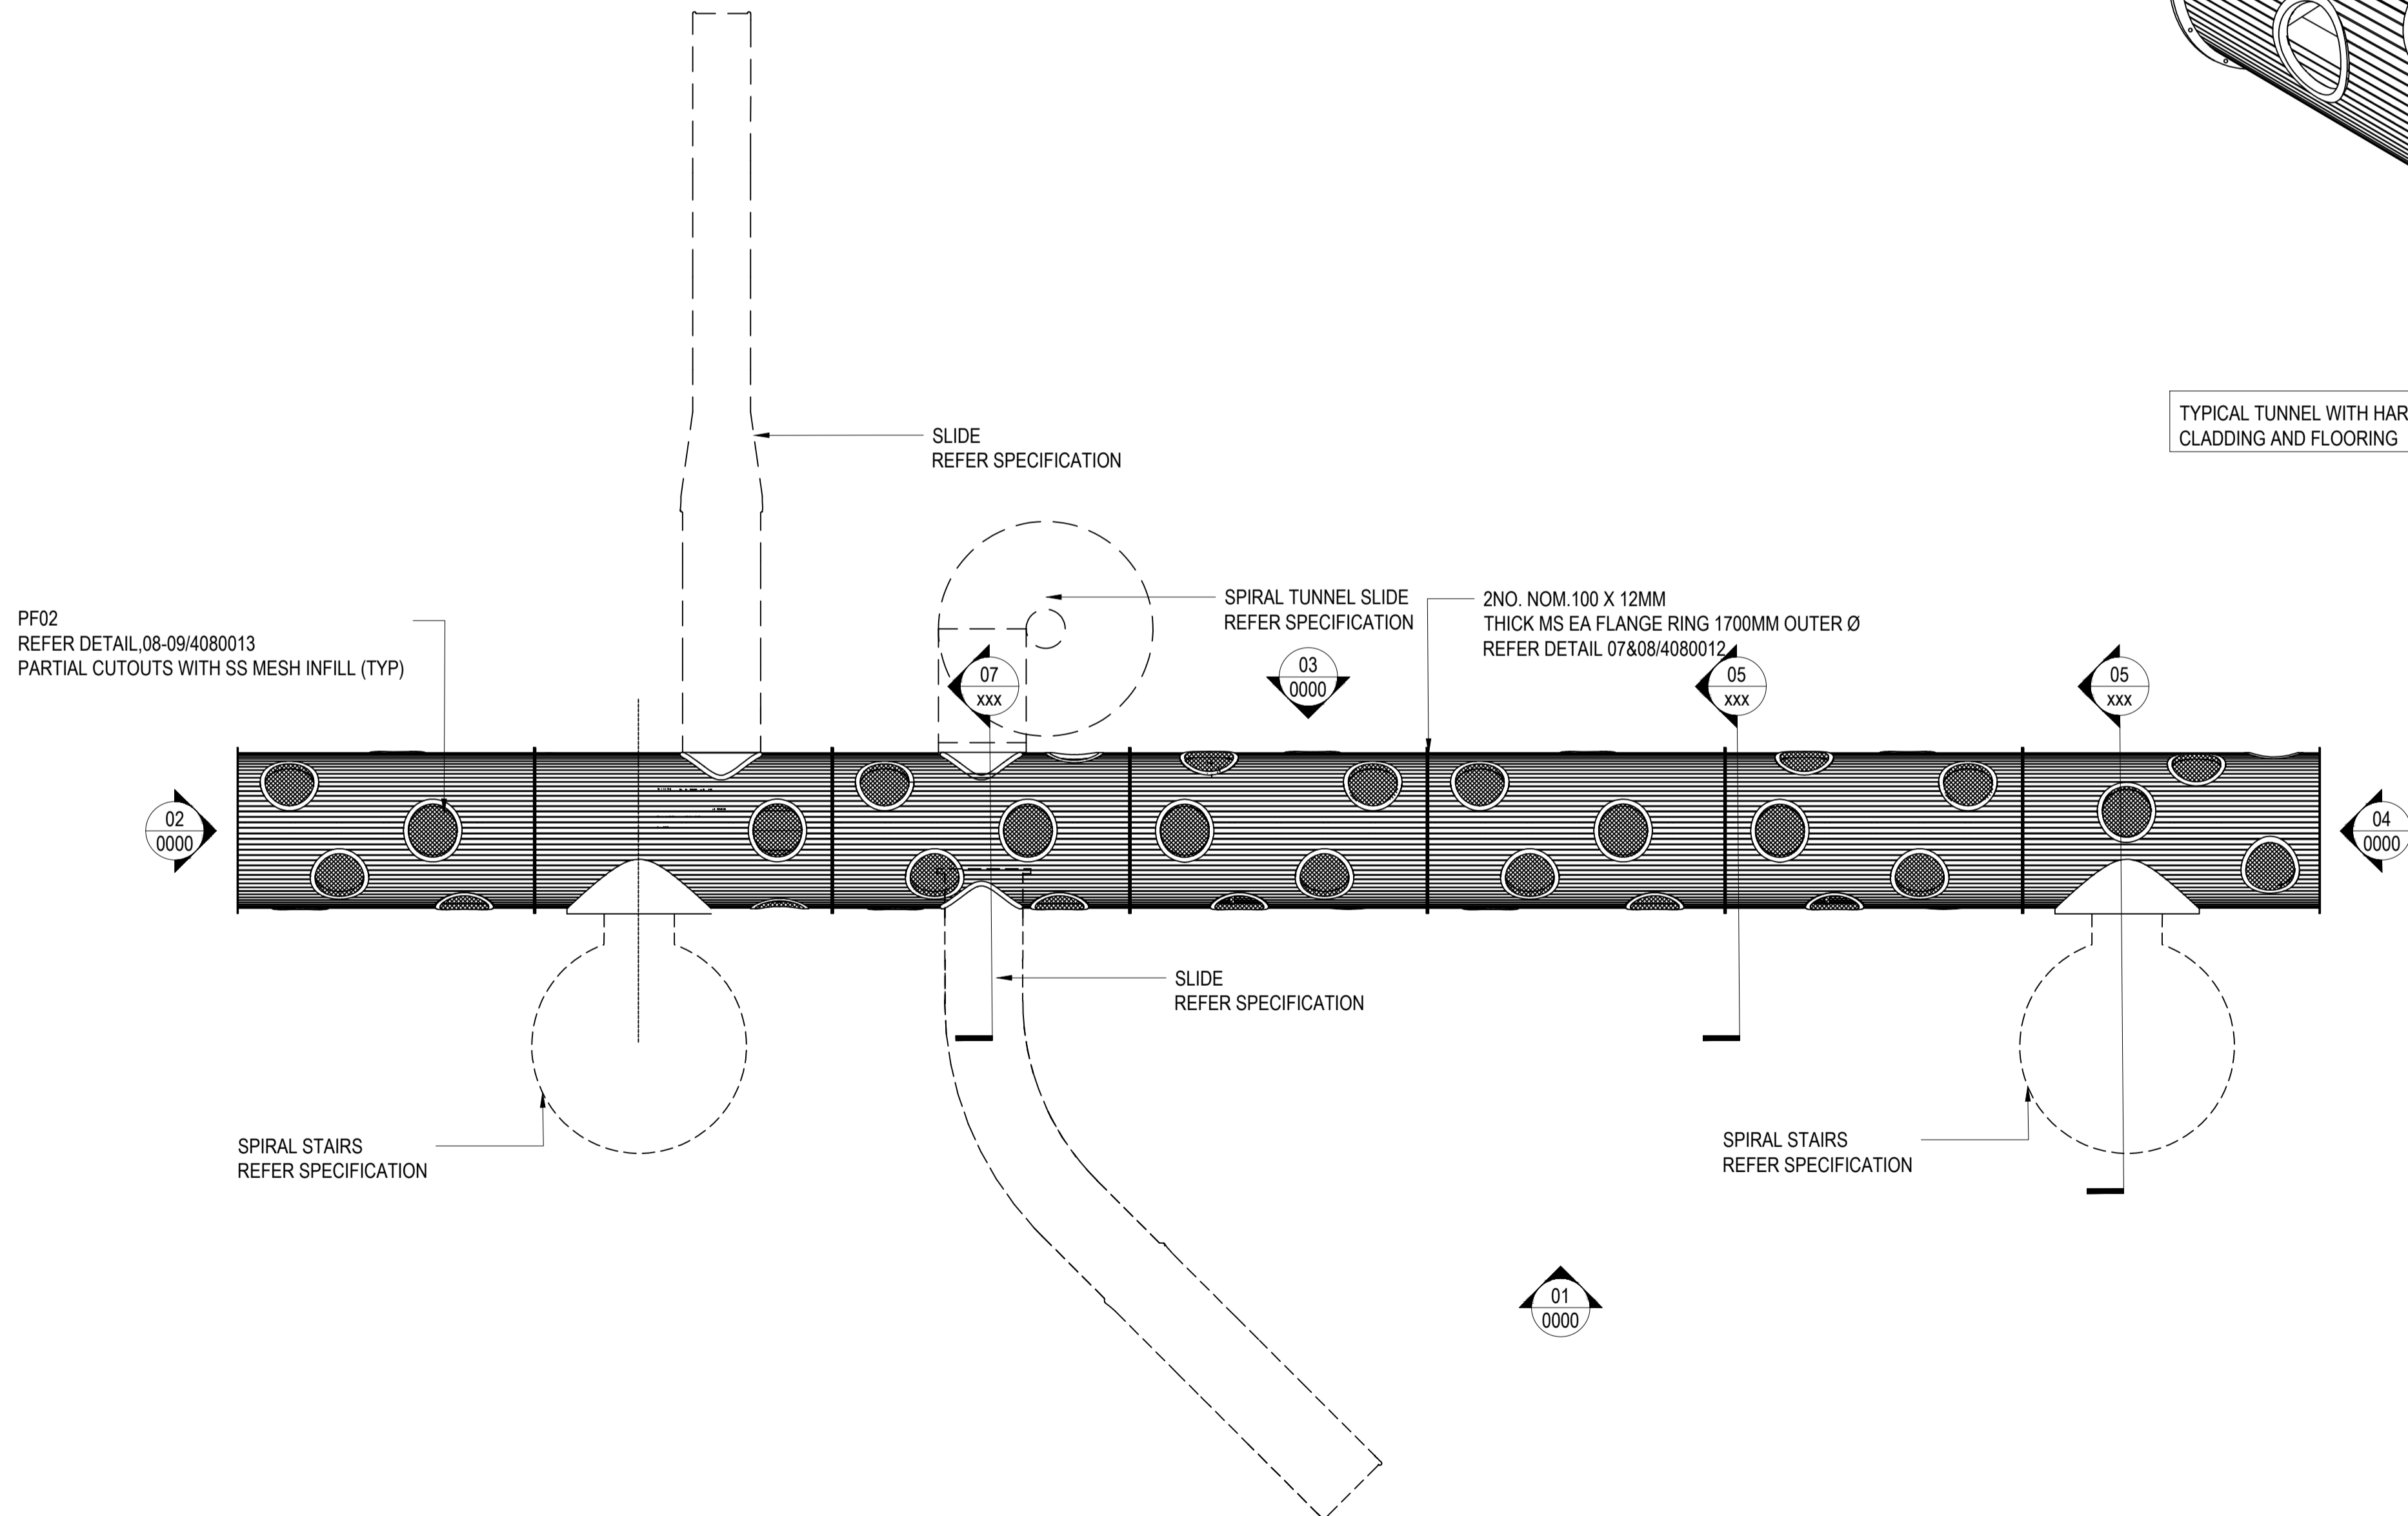 TYPICAL TUNNEL WITH HAR
CLADDING AND FLOORING
SLIDE
REFER SPECIFICATION
PF02
REFER DETAIL,08-09/4080013
PARTIAL CUTOUTS WITH SS MESH INFILL (TYP)
SPIRAL TUNNEL SLIDE
REFER SPECIFICATION
2NO. NOM.100 X 12MM
THICK MS EA FLANGE RING 1700MM OUTER Ø
REFER DETAIL 07&08/4080012
07
xxx
03
0000
05
xxx
05
xxx
02
0000
04
0000
SLIDE
REFER SPECIFICATION
SPIRAL STAIRS
REFER SPECIFICATION
SPIRAL STAIRS
REFER SPECIFICATION
01
0000